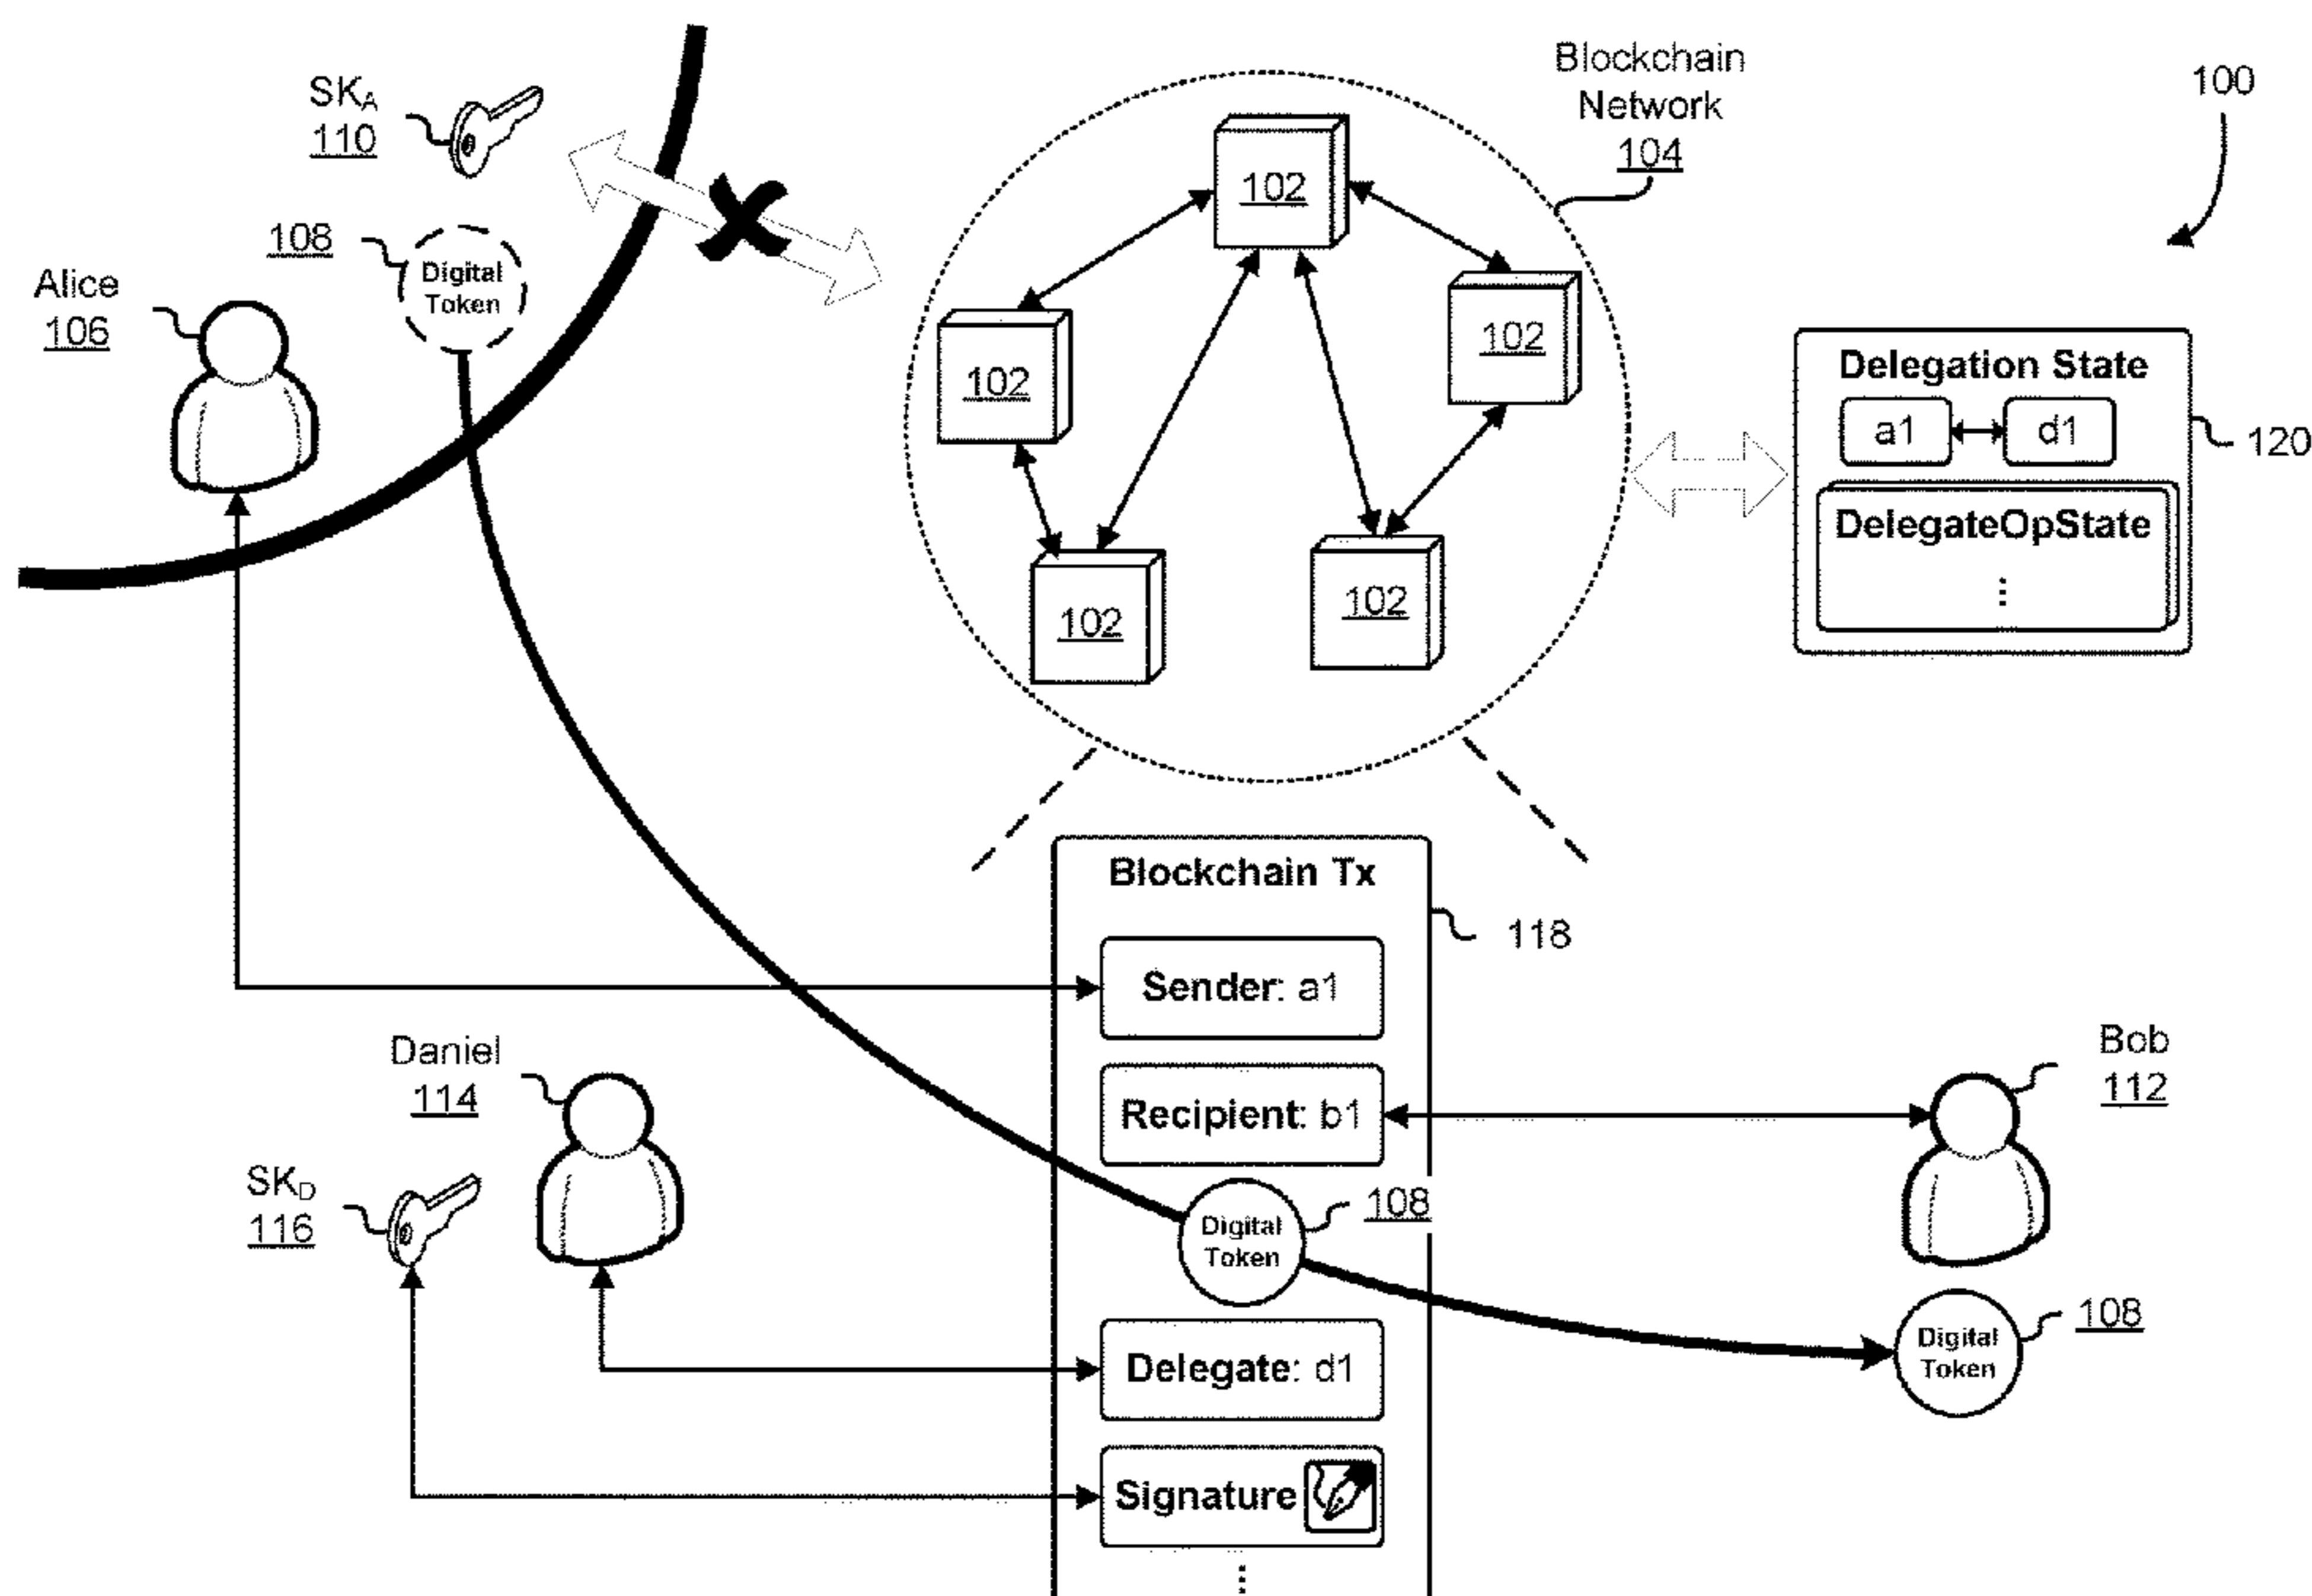 SKA
110
108
Digital
Token
Alice
106
Blockchain
Network
104
100
102
102
102
102
102
Delegation State
a1
d1
120
DelegateOpState
⋮
Blockchain Tx
118
Sender: a1
Daniel
114
Recipient: b1
Bob
112
SKD
116
Digital
Token
108
Delegate: d1
Digital
Token
108
Signature
⋮